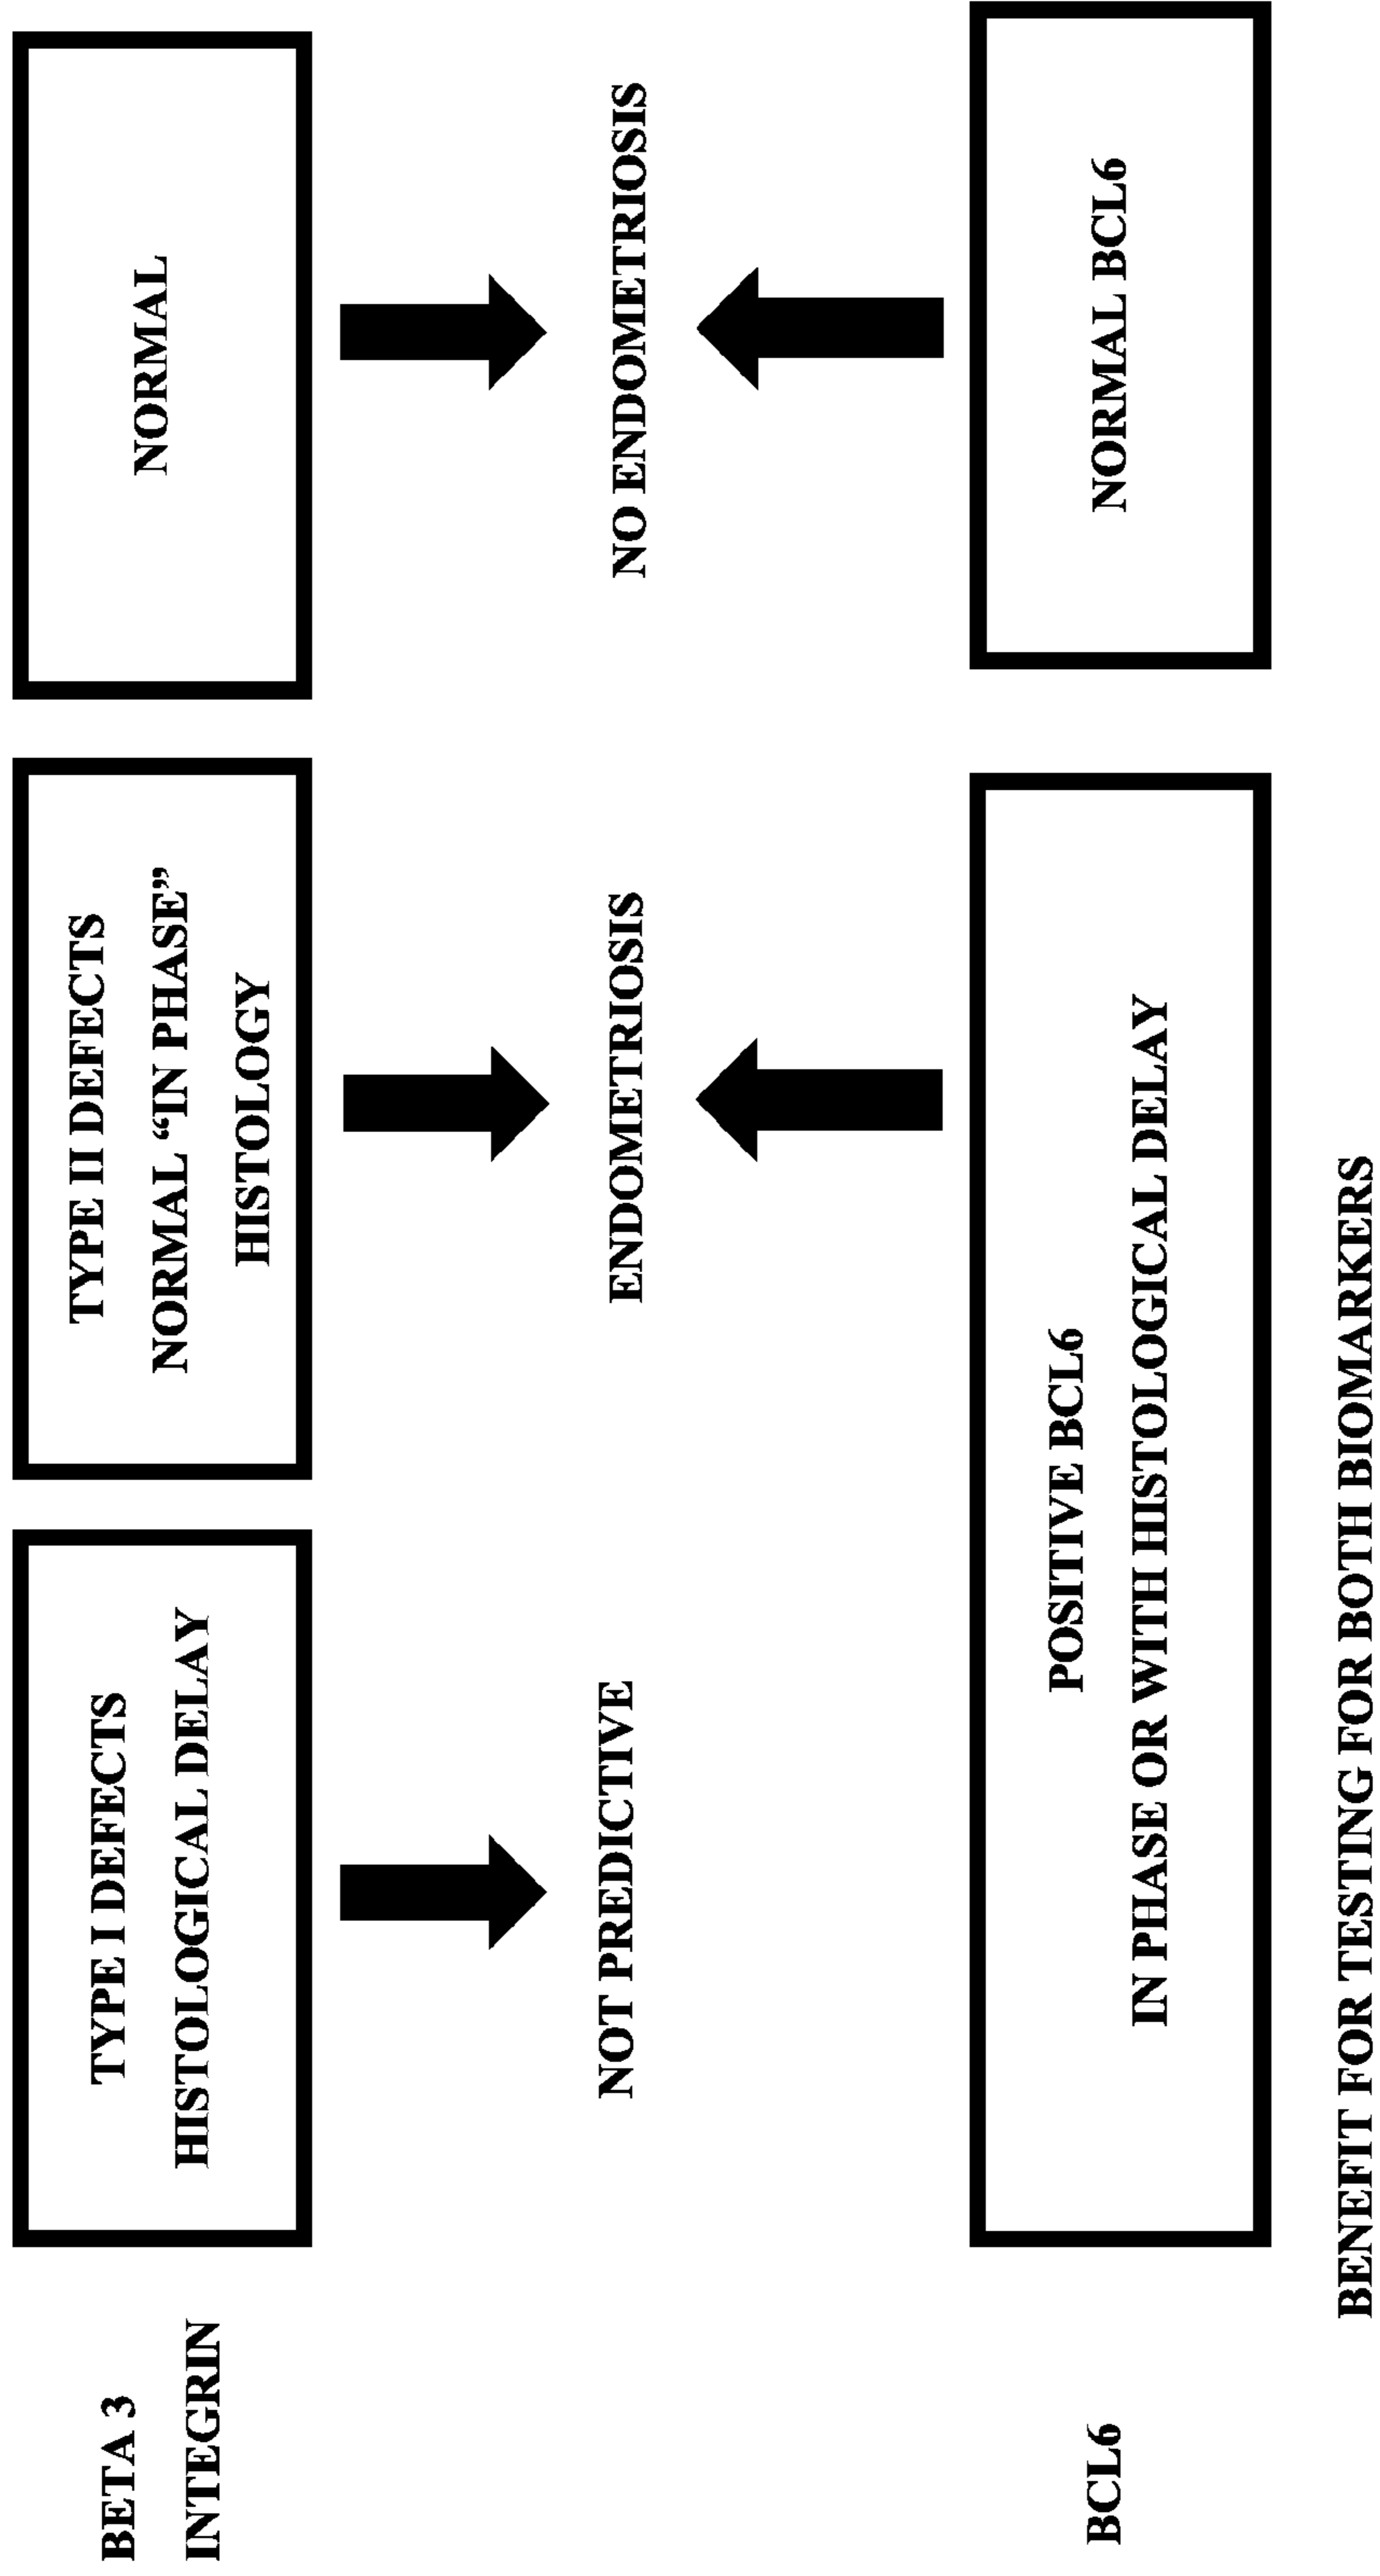 BETA 3
INTEGRIN
TYPE I DEFECTS
HISTOLOGICAL DELAY
TYPE II DEFECTS
NORMAL “IN PHASE”
HISTOLOGY
NORMAL
NOT PREDICTIVE
ENDOMETRIOSIS
NO ENDOMETRIOSIS
BCL6
POSITIVE BCL6
IN PHASE OR WITH HISTOLOGICAL DELAY
NORMAL BCL6
BENEFIT FOR TESTING FOR BOTH BIOMARKERS